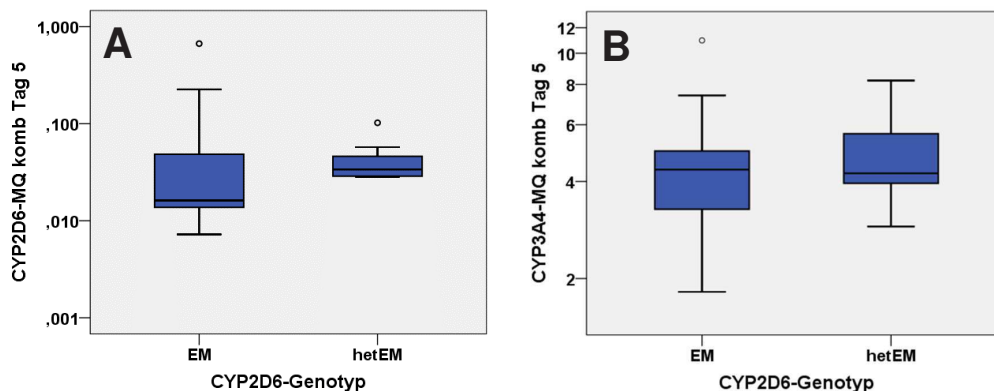 A
CYP2D6-MQ komb Tag 5
1,000
,100
,010
,001
EM hetEM
CYP2D6-Genotyp
B
CYP3A4-MQ komb Tag 5
12
10
8
6
4
2
EM hetEM
CYP2D6-Genotyp